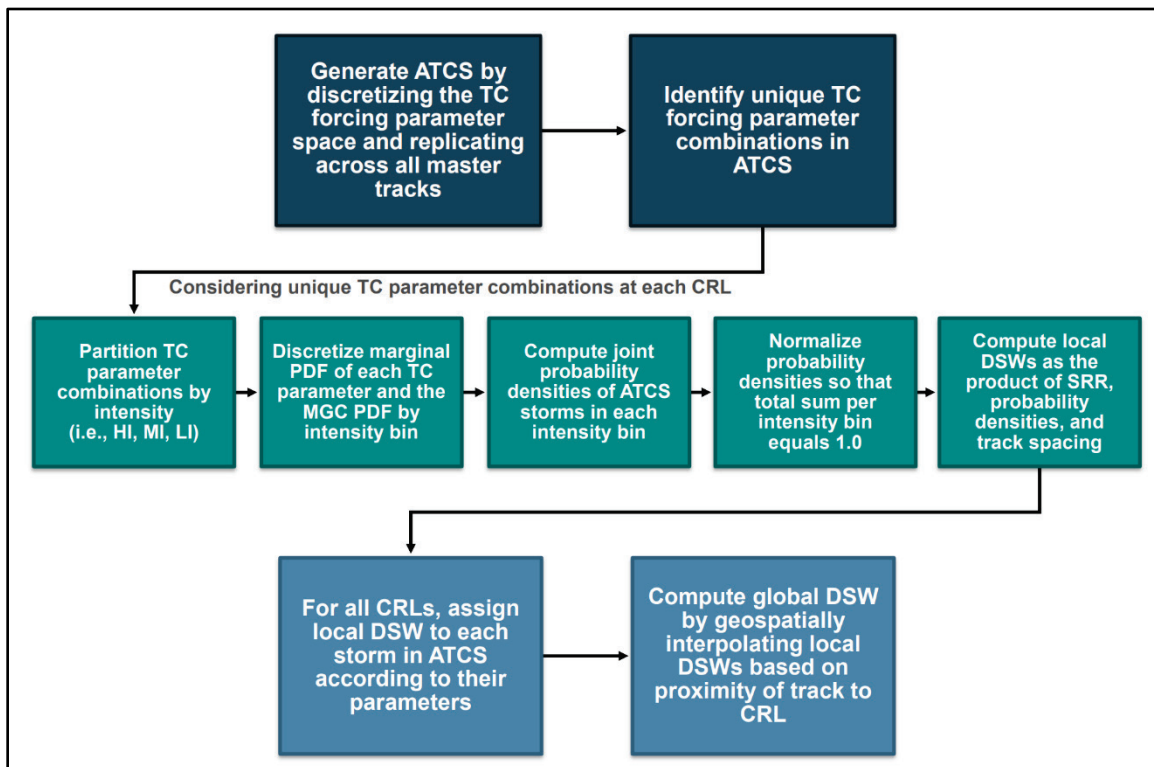 Generate ATCS by
discretizing the TC
forcing parameter
space and replicating
across all master
tracks
Identify unique TC
forcing parameter
combinations in
ATCS
Considering unique TC parameter combinations at each CRL
Partition TC
parameter
combinations by
intensity
(i.e., HI, MI, LI)
Discretize marginal
PDF of each TC
parameter and the
MGC PDF by
intensity bin
Compute joint
probability
densities of ATCS
storms in each
intensity bin
Normalize
probability
densities so that
total sum per
intensity bin
equals 1.0
Compute local
DSWs as the
product of SRR,
probability
densities, and
track spacing
For all CRLs, assign
local DSW to each
storm in ATCS
according to their
parameters
Compute global DSW
by geospatially
interpolating local
DSWs based on
proximity of track to
CRL